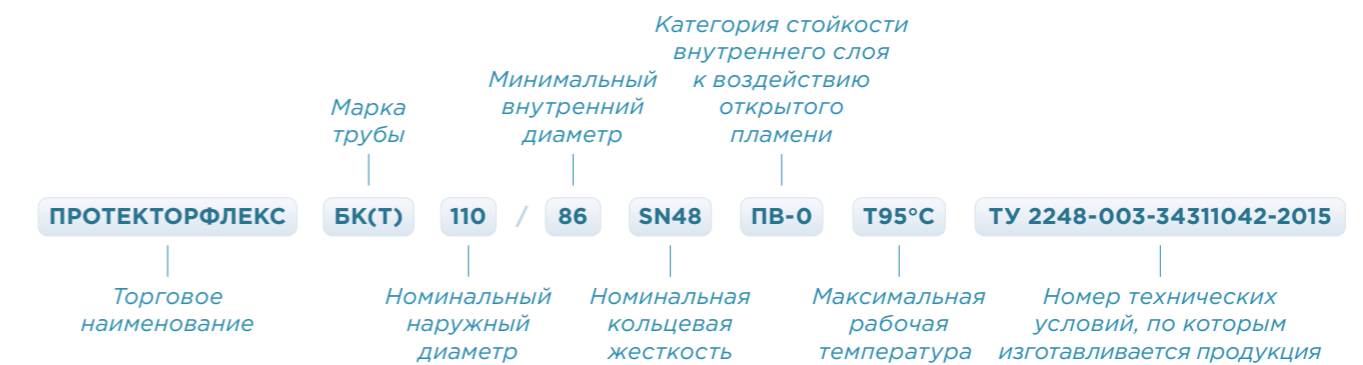 Категория стойкости
внутреннего слоя
к воздействию
открытого
пламени
Минимальный
внутренний
диаметр
Марка
трубы
ПРОТЕКТОРФЛЕКС БК(Т) 110 / 86 SN48 ПВ-0 Т95°С ТУ 2248-003-34311042-2015
Торговое
наименование
Номинальный
наружный
диаметр
Номинальная
кольцевая
жесткость
Максимальная
рабочая
температура
Номер технических
условий, по которым
изготавливается продукция